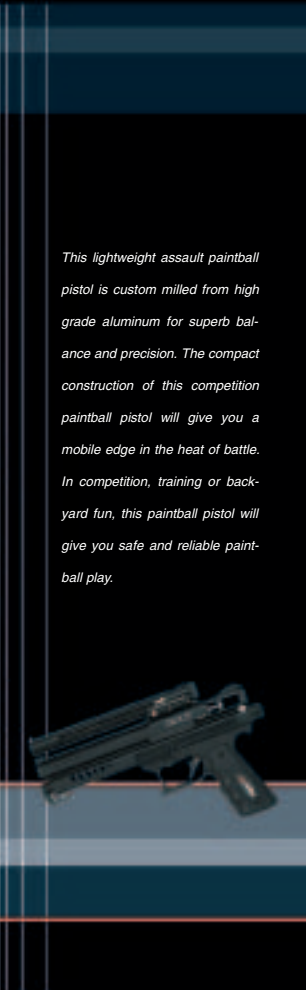 This lightweight assault paintball
pistol is custom milled from high
grade aluminum for superb bal-
ance and precision. The compact
construction of this competition
paintball pistol will give you a
mobile edge in the heat of battle.
In competition, training or back-
yard fun, this paintball pistol will
give you safe and reliable paint-
ball play.